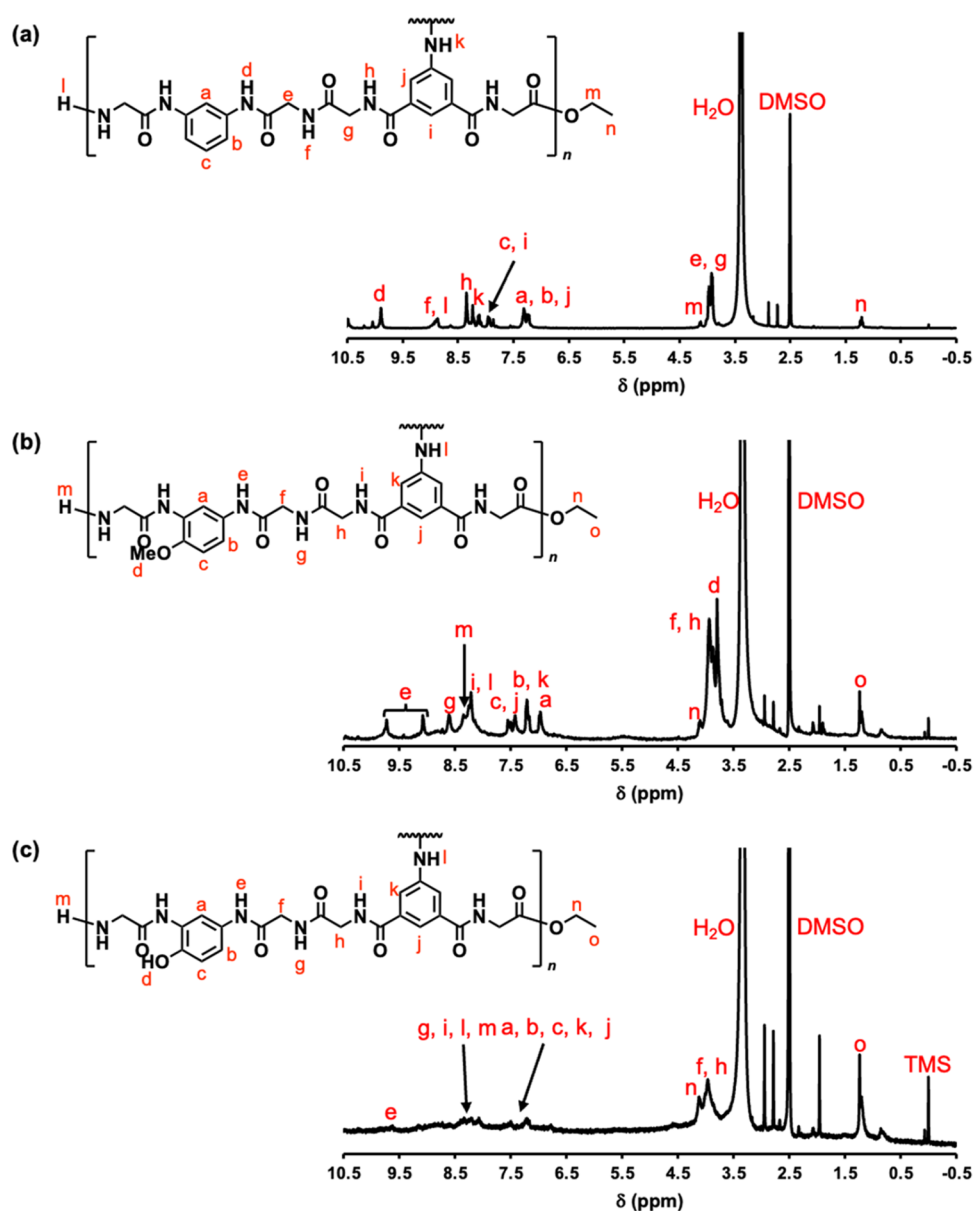 (a)
NH
k
H
N
d
H
N
O
h
H
N
j
H
N
O
m
l
H
a
e
N
H
O
b
O
N
H
f
g
O
i
O
O
n
c
n
H₂O
DMSO
c, i
d
f, l
h
k
a, b, j
e, g
m
n
10.5 9.5 8.5 7.5 6.5 5.5 4.5 3.5 2.5 1.5 0.5 -0.5
δ (ppm)
(b)
NH
l
H
N
e
H
N
O
i
H
N
k
H
N
O
n
m
H
a
f
N
H
O
MeO
b
O
N
H
g
h
O
j
O
O
o
d
c
n
H₂O
DMSO
d
f, h
m
e
g
i, l
c, j
b, k
a
n
o
10.5 9.5 8.5 7.5 6.5 5.5 4.5 3.5 2.5 1.5 0.5 -0.5
δ (ppm)
(c)
NH
l
H
N
e
H
N
O
i
H
N
k
H
N
O
n
m
H
a
f
N
H
O
HO
b
O
N
H
g
h
O
j
O
O
o
d
c
n
H₂O
DMSO
g, i, l, m a, b, c, k, j
e
n
f, h
o
TMS
10.5 9.5 8.5 7.5 6.5 5.5 4.5 3.5 2.5 1.5 0.5 -0.5
δ (ppm)